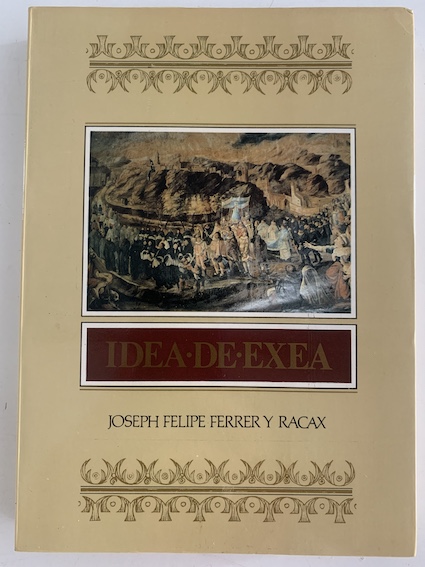 IDEA·DE·EXEA
JOSEPH FELIPE FERRER Y RACAX